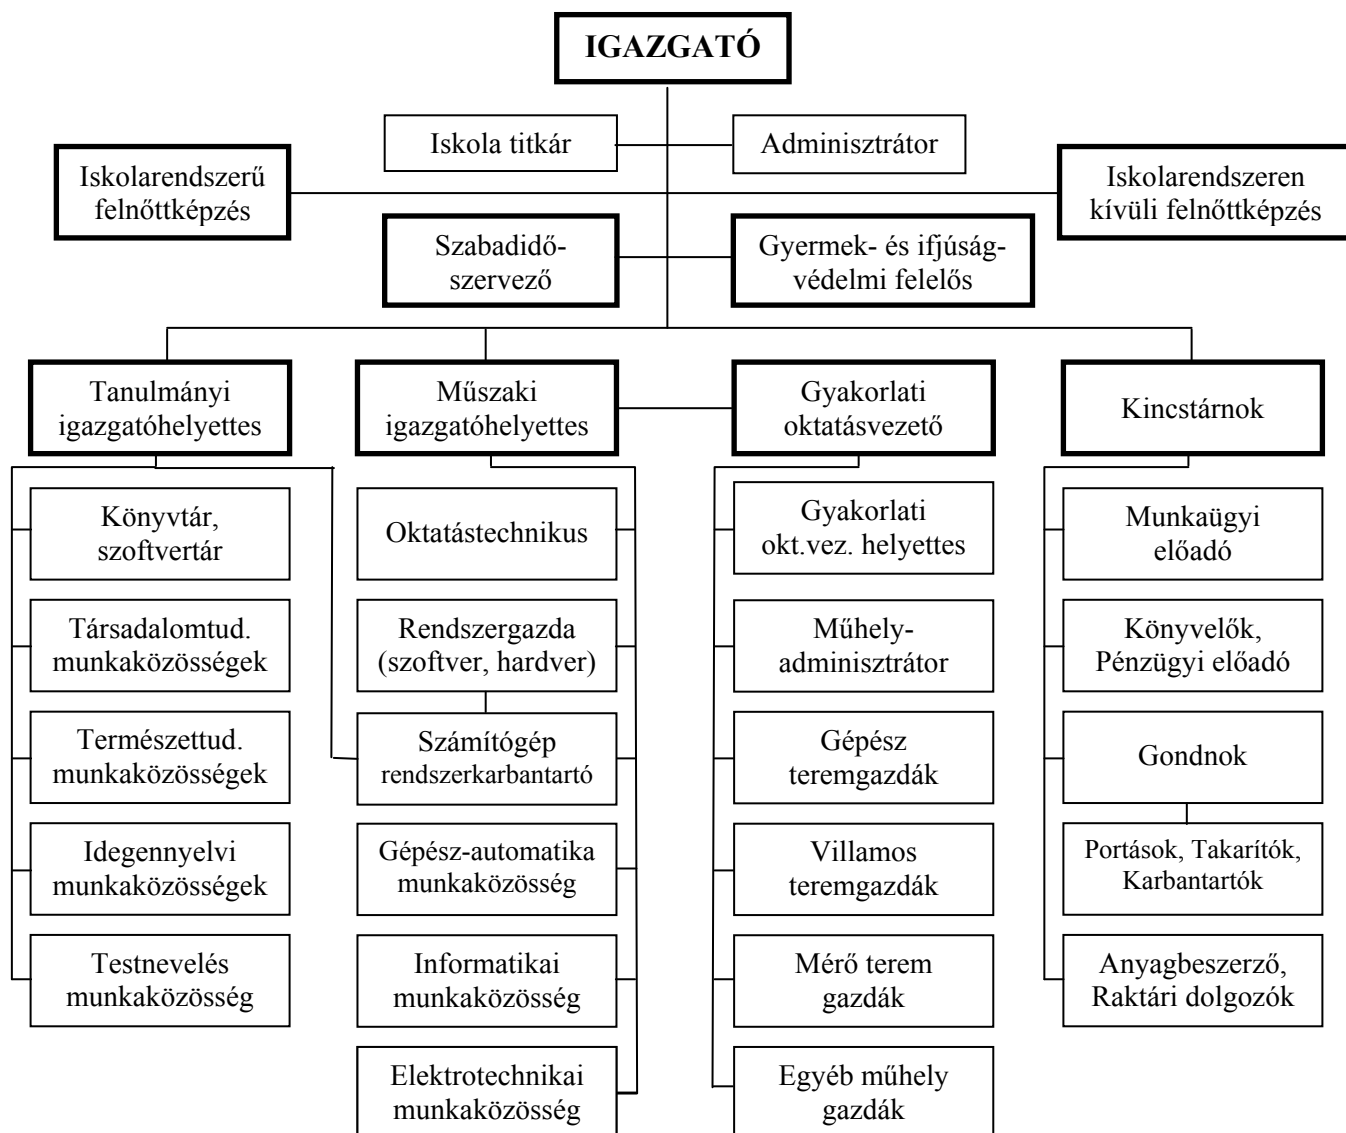 IGAZGATÓ
Iskola titkár
Adminisztrátor
Iskolarendszerű
felnőttképzés
Iskolarendszeren
kívüli felnőttképzés
Szabadidő-
szervező
Gyermek- és ifjúság-
védelmi felelős
Tanulmányi
igazgatóhelyettes
Műszaki
igazgatóhelyettes
Gyakorlati
oktatásvezető
Kincstárnok
Könyvtár,
szoftvertár
Társadalomtud.
munkaközösségek
Természettud.
munkaközösségek
Idegennyelvi
munkaközösségek
Testnevelés
munkaközösség
Oktatástechnikus
Rendszergazda
(szoftver, hardver)
Számítógép
rendszerkarbantartó
Gépész-automatika
munkaközösség
Informatikai
munkaközösség
Elektrotechnikai
munkaközösség
Gyakorlati
okt.vez. helyettes
Műhely-
adminisztrátor
Gépész
teremgazdák
Villamos
teremgazdák
Mérő terem
gazdák
Egyéb műhely
gazdák
Munkaügyi
előadó
Könyvelők,
Pénzügyi előadó
Gondnok
Portások, Takarítók,
Karbantartók
Anyagbeszerző,
Raktári dolgozók